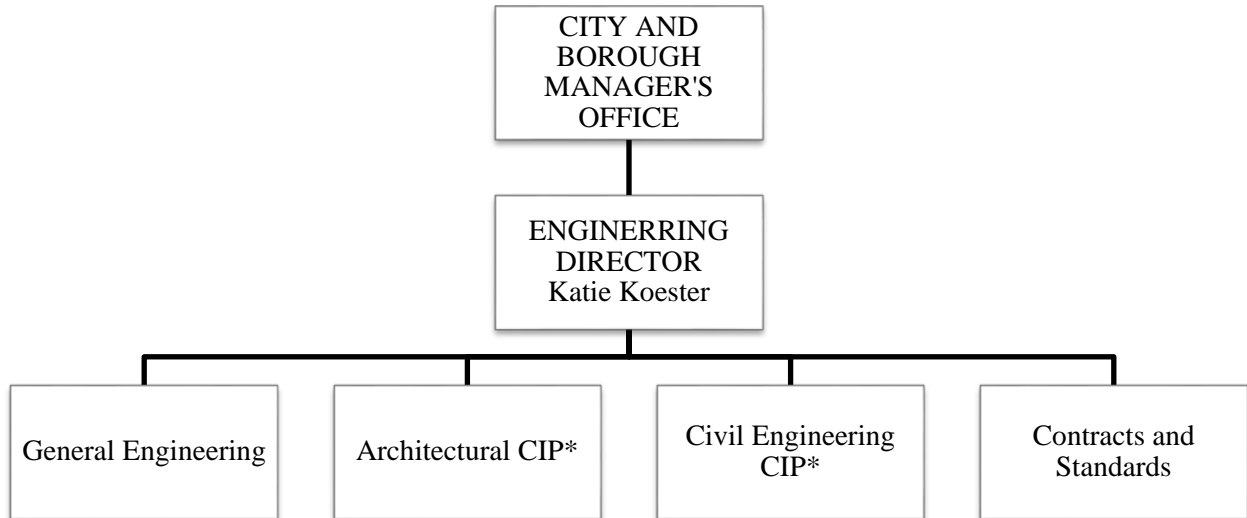 CITY AND
BOROUGH
MANAGER'S
OFFICE
ENGINERRING
DIRECTOR
Katie Koester
General Engineering
Architectural CIP*
Civil Engineering
CIP*
Contracts and
Standards